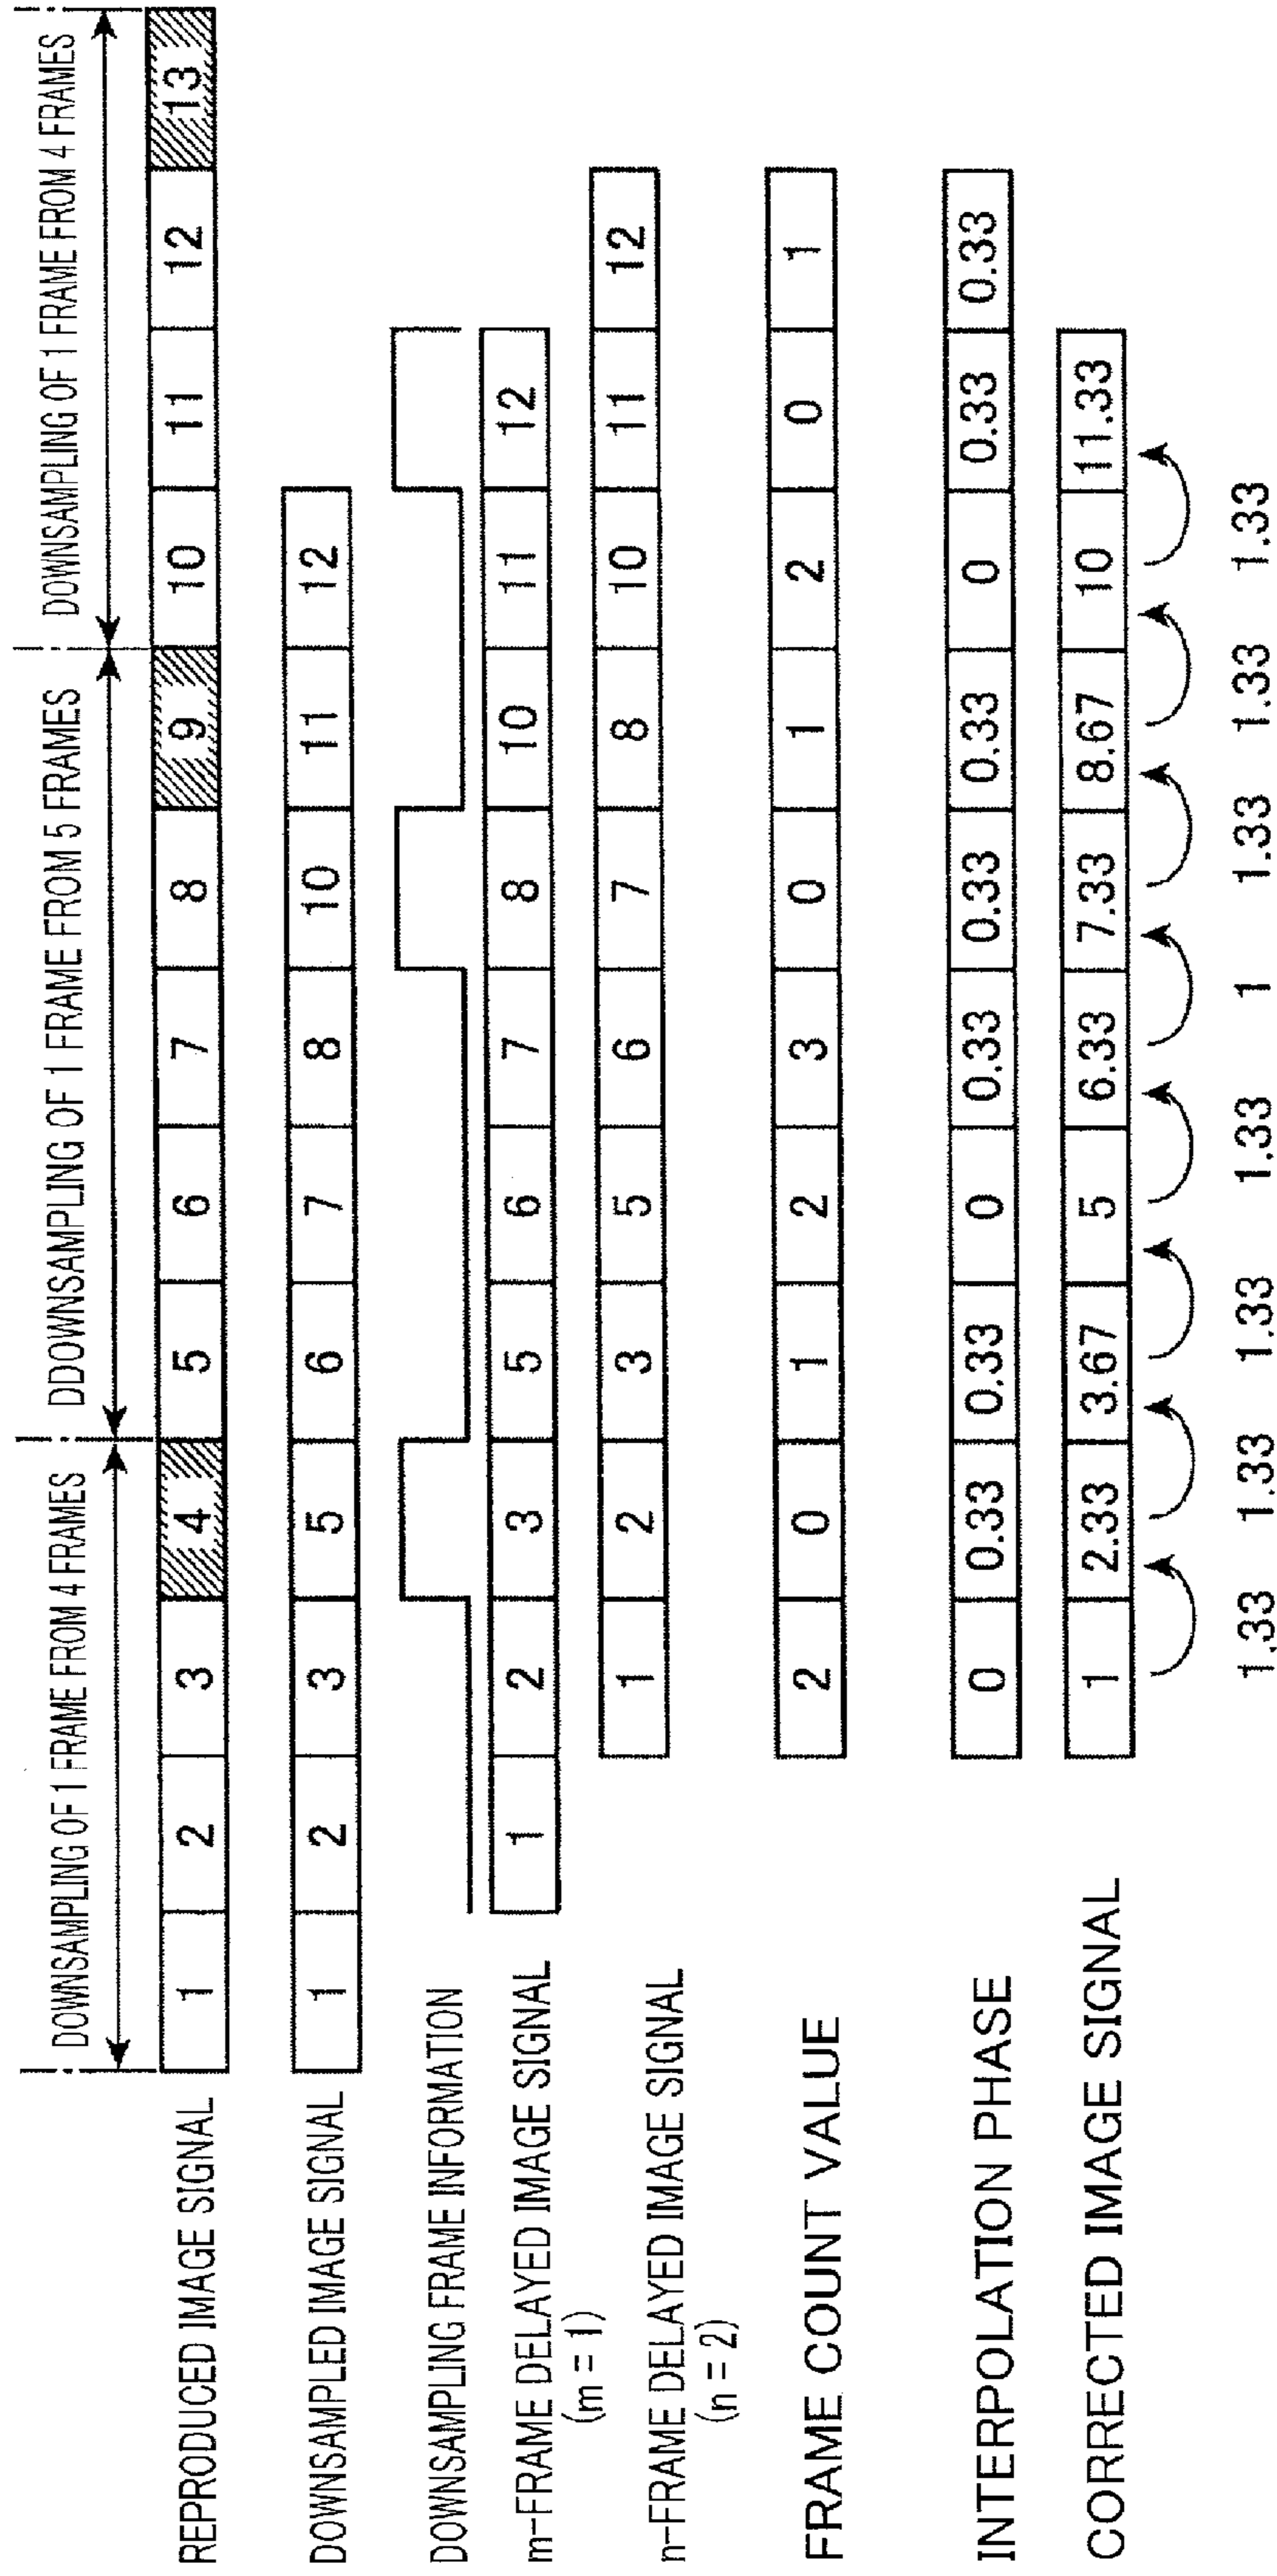 DOWNSAMPLING OF 1 FRAME FROM 4 FRAMES DDOWNSAMPLING OF 1 FRAME FROM 5 FRAMES DOWNSAMPLING OF 1 FRAME FROM 4 FRAMES
REPRODUCED IMAGE SIGNAL 1 2 3 4 5 6 7 8 9 10 11 12 13
DOWNSAMPLED IMAGE SIGNAL 1 2 3 5 6 7 8 10 11 12
DOWNSAMPLING FRAME INFORMATION
m-FRAME DELAYED IMAGE SIGNAL 1 2 3 5 6 7 8 10 11 12
(m = 1)
n-FRAME DELAYED IMAGE SIGNAL 1 2 3 5 6 7 8 10 11 12
(n = 2)
FRAME COUNT VALUE 2 0 1 2 3 0 1 2 0 1
INTERPOLATION PHASE 0 0.33 0.33 0 0.33 0.33 0.33 0 0.33 0.33
CORRECTED IMAGE SIGNAL 1 2.33 3.67 5 6.33 7.33 8.67 10 11.33
1.33 1.33 1.33 1.33 1 1.33 1.33 1.33